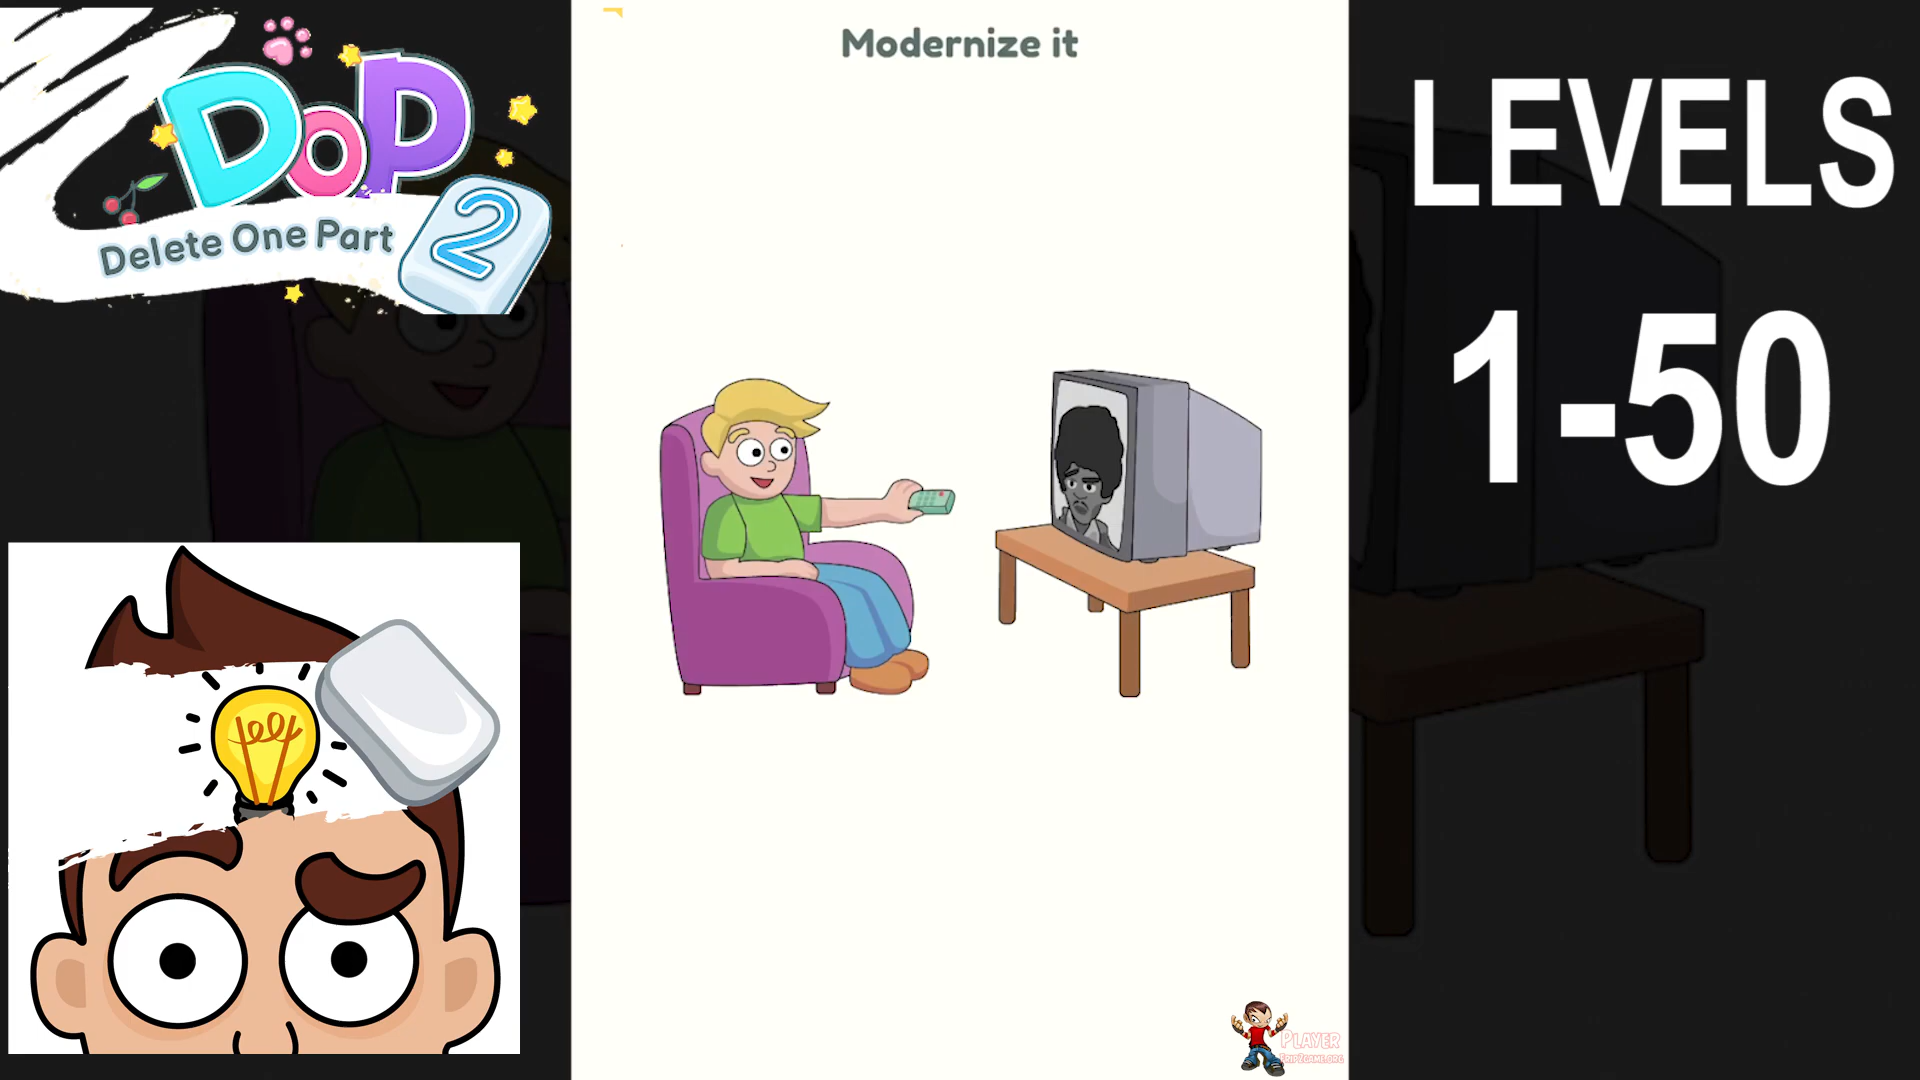 DOP
2
Delete One Part
Modernize it
LEVELS
1-50
PLAYER